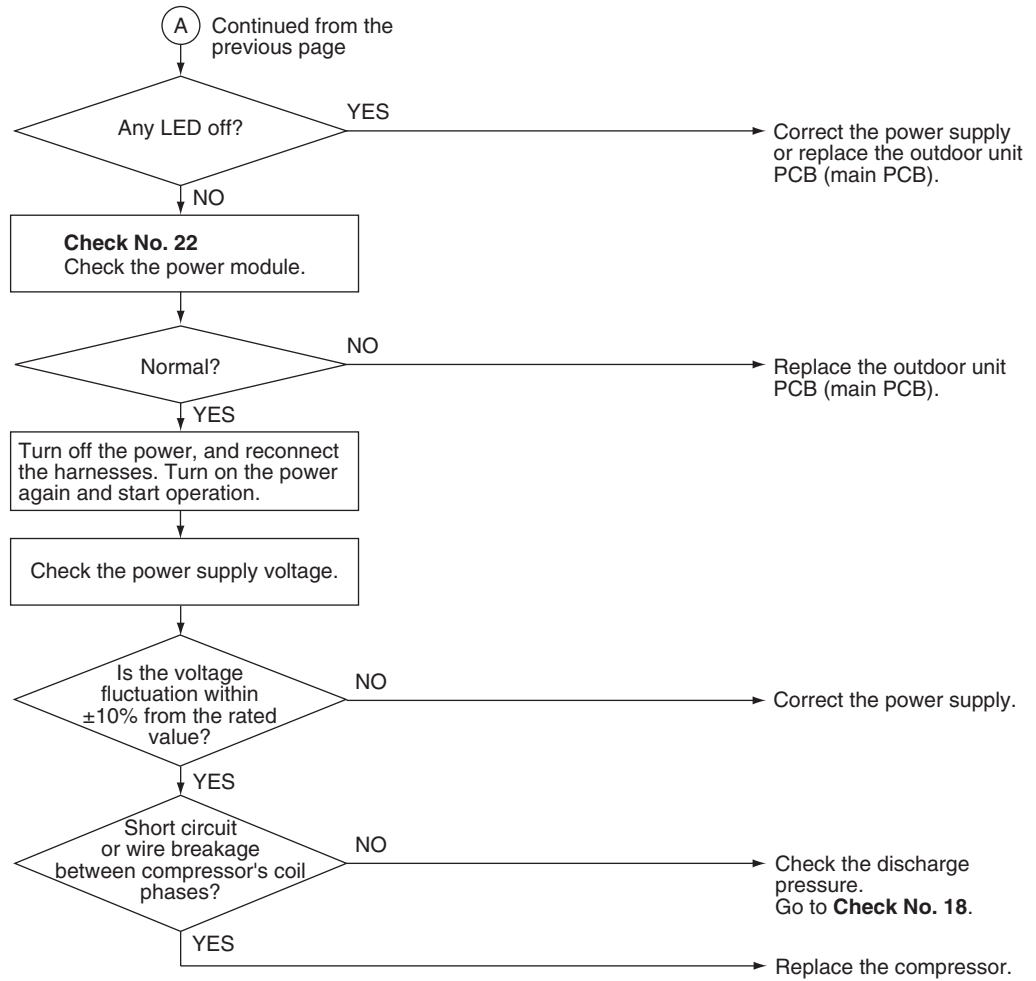 A
Continued from the
previous page
Any LED off?
YES
Correct the power supply
or replace the outdoor unit
PCB (main PCB).
NO
Check No. 22
Check the power module.
Normal?
NO
Replace the outdoor unit
PCB (main PCB).
YES
Turn off the power, and reconnect
the harnesses. Turn on the power
again and start operation.
Check the power supply voltage.
Is the voltage
fluctuation within
±10% from the rated
value?
NO
Correct the power supply.
YES
Short circuit
or wire breakage
between compressor's coil
phases?
NO
Check the discharge
pressure.
Go to Check No. 18.
YES
Replace the compressor.